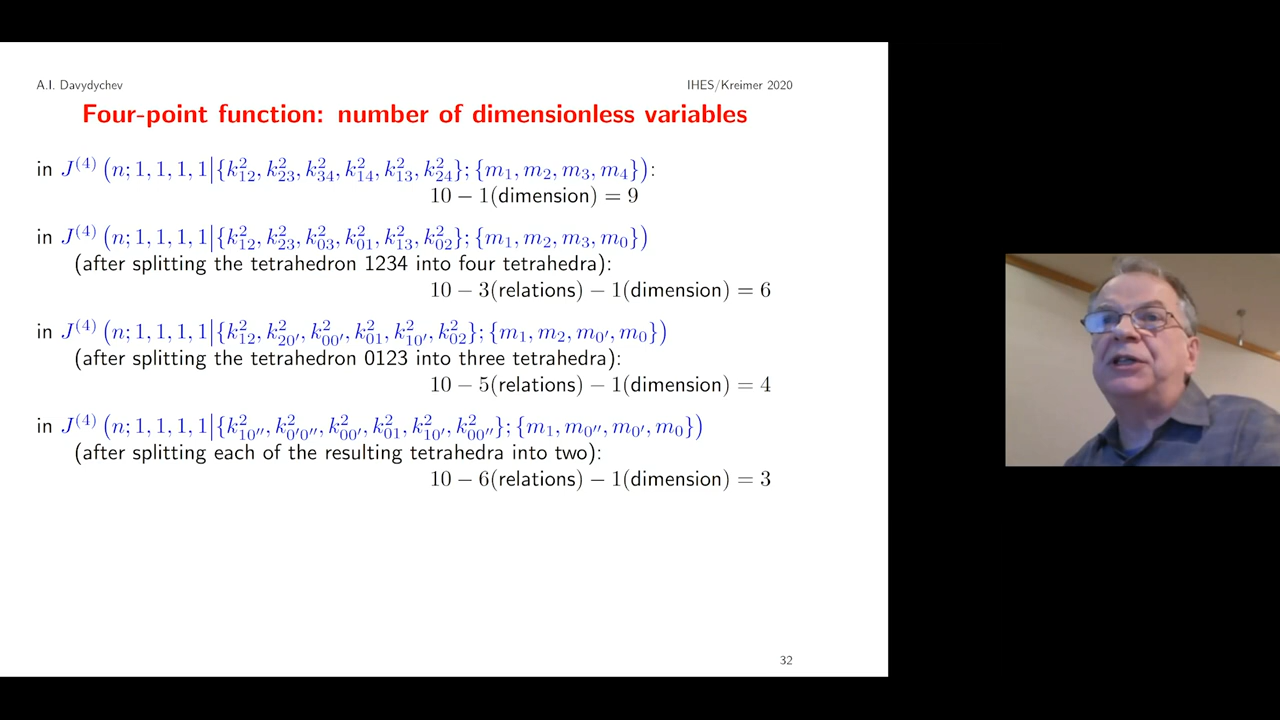 A.I. Davydychev IHES/Kreimer 2020
Four-point function: number of dimensionless variables
in J^{(4)} (n; 1, 1, 1, 1|{k_{12}^2, k_{23}^2, k_{34}^2, k_{14}^2, k_{13}^2, k_{24}^2}; {m_1, m_2, m_3, m_4}):
10 − 1(dimension) = 9
in J^{(4)} (n; 1, 1, 1, 1|{k_{12}^2, k_{23}^2, k_{03}^2, k_{01}^2, k_{13}^2, k_{02}^2}; {m_1, m_2, m_3, m_0})
(after splitting the tetrahedron 1234 into four tetrahedra):
10 − 3(relations) − 1(dimension) = 6
in J^{(4)} (n; 1, 1, 1, 1|{k_{12}^2, k_{20′}^2, k_{00′}^2, k_{01}^2, k_{10′}^2, k_{02}^2}; {m_1, m_2, m_{0′}, m_0})
(after splitting the tetrahedron 0123 into three tetrahedra):
10 − 5(relations) − 1(dimension) = 4
in J^{(4)} (n; 1, 1, 1, 1|{k_{10″}^2, k_{0′0″}^2, k_{00′}^2, k_{01}^2, k_{10′}^2, k_{00″}^2}; {m_1, m_{0″}, m_{0′}, m_0})
(after splitting each of the resulting tetrahedra into two):
10 − 6(relations) − 1(dimension) = 3
32